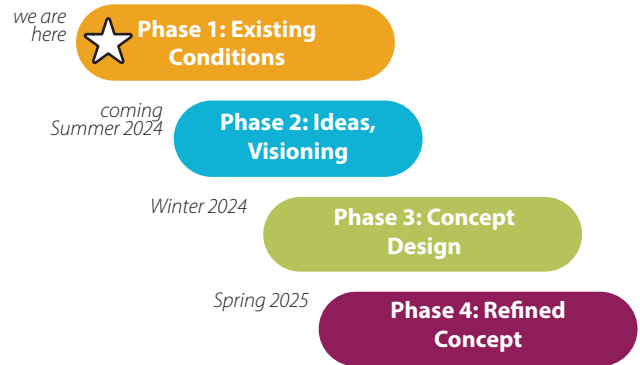 we are
here
Phase 1: Existing
Conditions
coming
Summer 2024
Phase 2: Ideas,
Visioning
Winter 2024
Phase 3: Concept
Design
Spring 2025
Phase 4: Refined
Concept